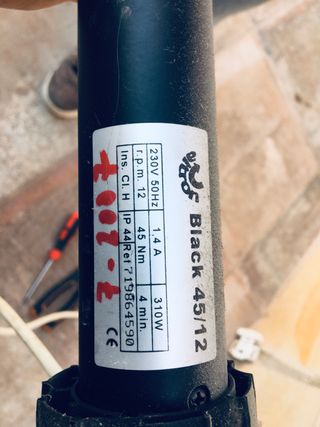 Black 45/12
230V 50Hz 1,4 A 310W
r.p.m. 12 45 Nm 4 min.
Ins. Cl. H IP 44 Ref 719864590
CE